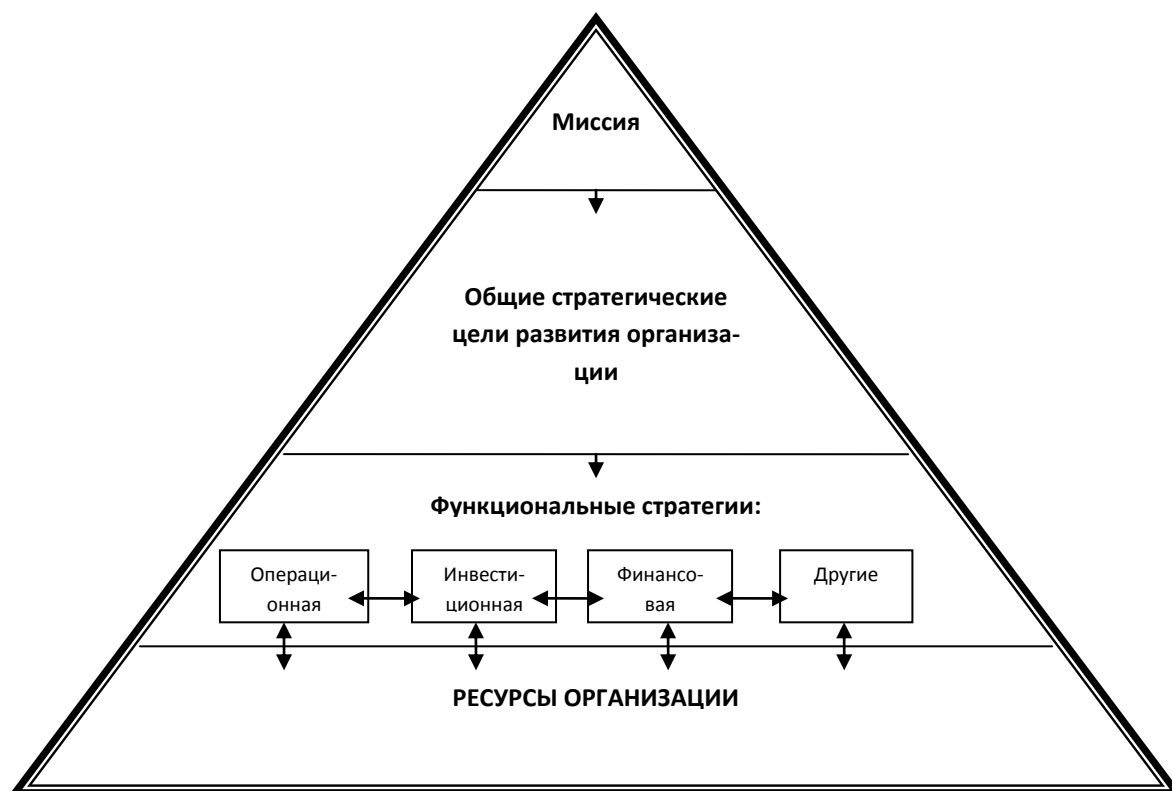 Миссия
Общие стратегические
цели развития организа-
ции
Функциональные стратегии:
Операци-
онная
Инвести-
ционная
Финансо-
вая
Другие
РЕСУРСЫ ОРГАНИЗАЦИИ